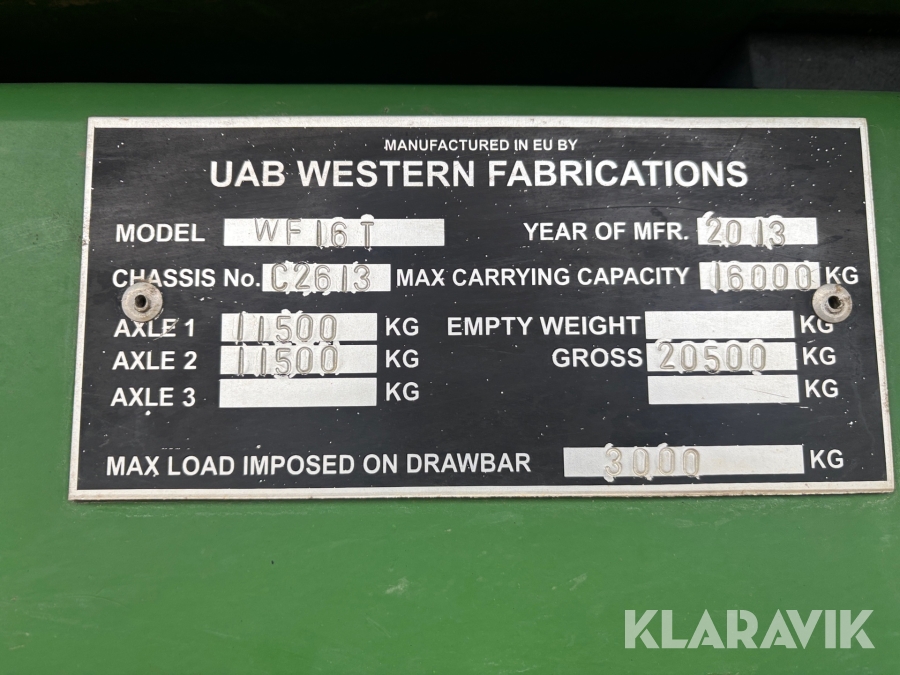 MANUFACTURED IN EU BY
UAB WESTERN FABRICATIONS
MODEL WF16T YEAR OF MFR. 2013
CHASSIS No. C2613 MAX CARRYING CAPACITY 16000 KG
AXLE 1 11500 KG EMPTY WEIGHT KG
AXLE 2 11500 KG GROSS 20500 KG
AXLE 3 KG KG
MAX LOAD IMPOSED ON DRAWBAR 3000 KG
KLARAVIK